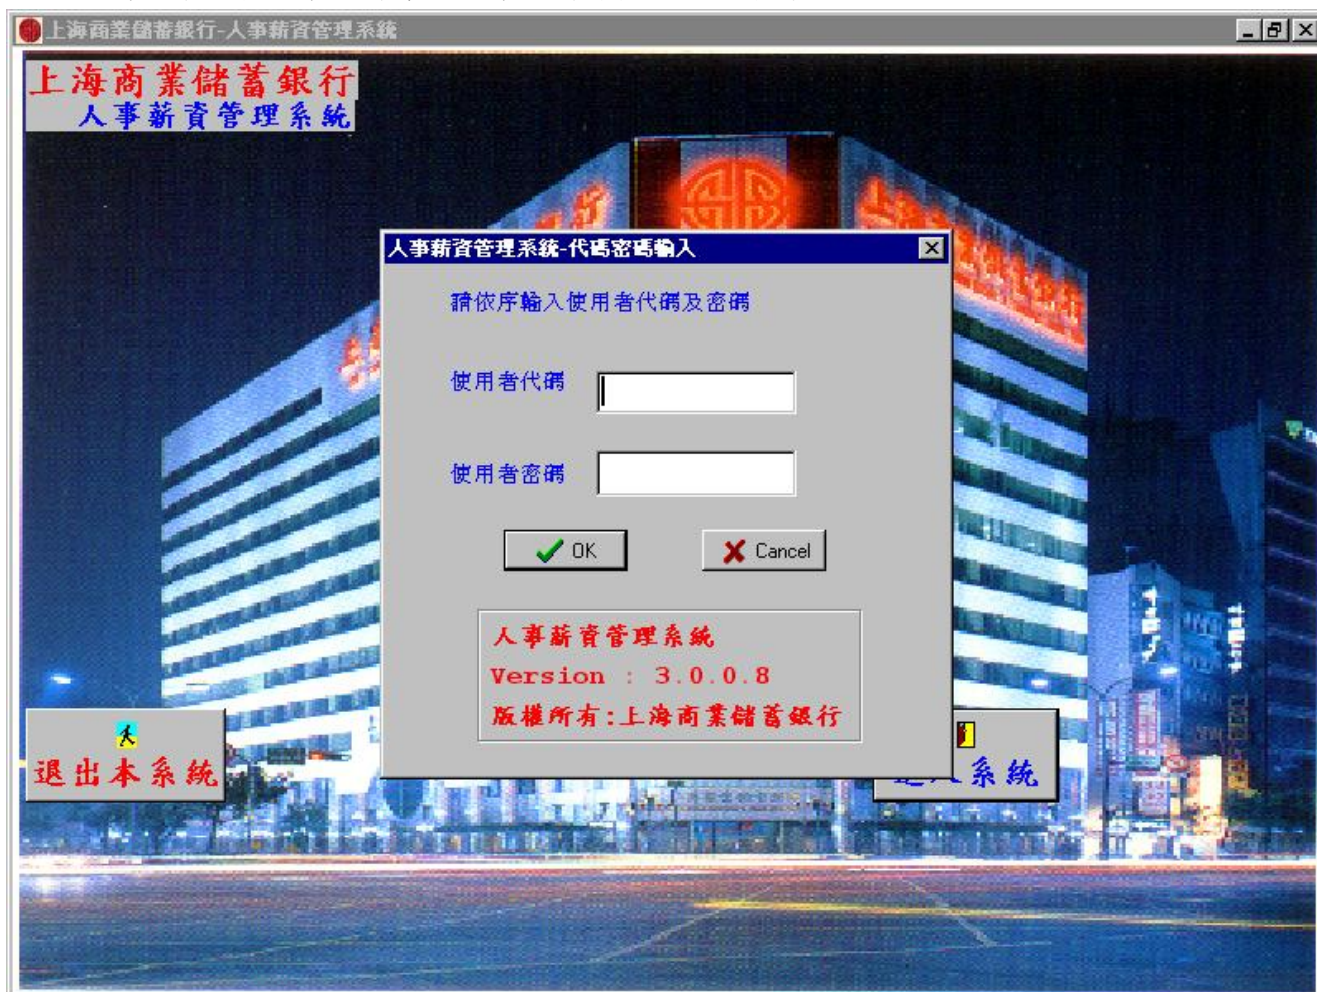 上海商業儲蓄銀行-人事薪資管理系統
上海商業儲蓄銀行
人事薪資管理系統
人事薪資管理系統-代碼密碼輸入
請依序輸入使用者代碼及密碼
使用者代碼
使用者密碼
OK
Cancel
人事薪資管理系統
Version : 3.0.0.8
版權所有:上海商業儲蓄銀行
退出本系統
系統